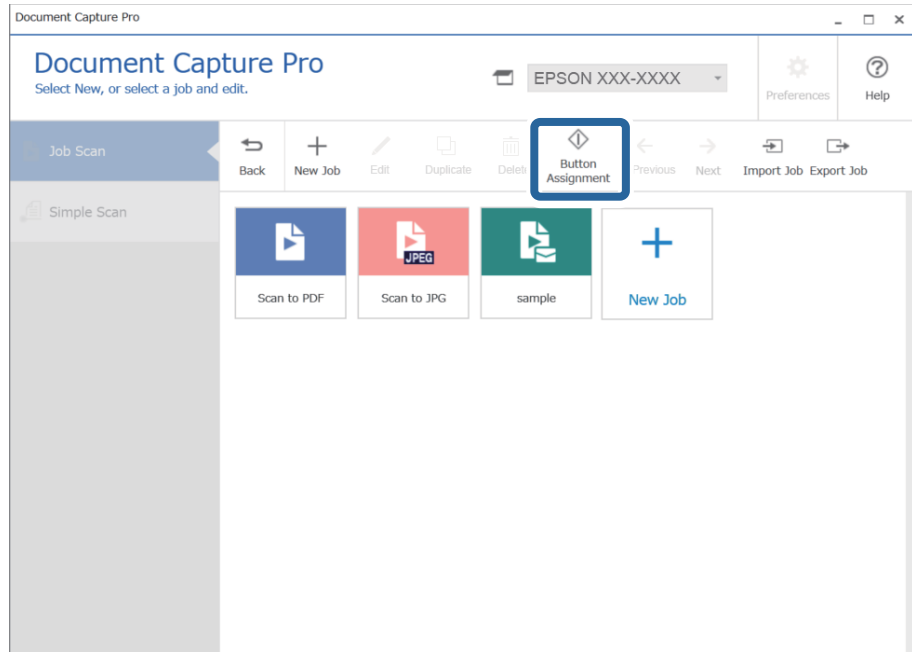 Document Capture Pro
Document Capture Pro
Select New, or select a job and edit.
EPSON XXX-XXXX
Preferences
Help
Job Scan
Simple Scan
Back
New Job
Edit
Duplicate
Delete
Button
Assignment
Previous
Next
Import Job
Export Job
JPEG
Scan to PDF
Scan to JPG
sample
New Job